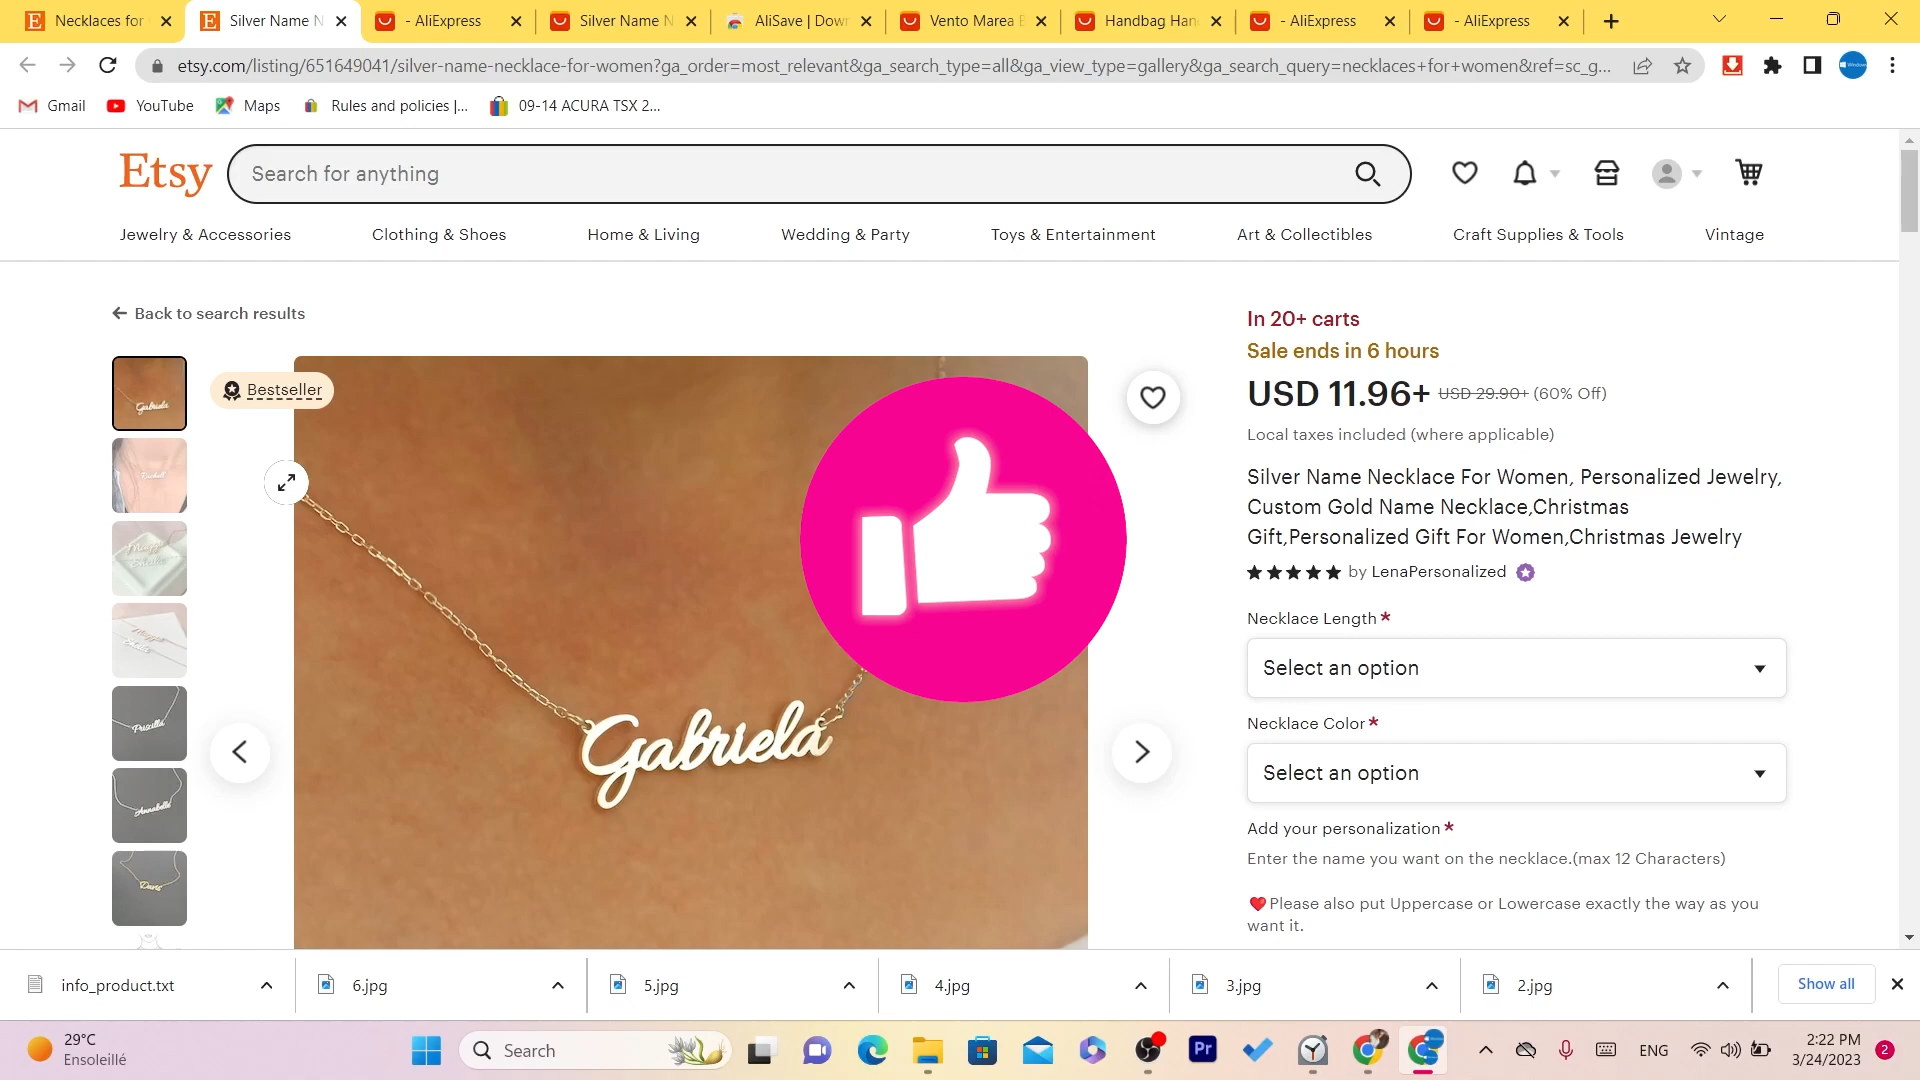 Necklaces for
Silver Name N
- AliExpress
Silver Name N
AliSave | Down
Vento Marea B
Handbag Han
- AliExpress
- AliExpress
etsy.com/listing/651649041/silver-name-necklace-for-women?ga_order=most_relevant&ga_search_type=all&ga_view_type=gallery&ga_search_query=necklaces+for+women&ref=sc_g...
Gmail
YouTube
Maps
Rules and policies |...
09-14 ACURA TSX 2...
Etsy
Search for anything
Jewelry & Accessories
Clothing & Shoes
Home & Living
Wedding & Party
Toys & Entertainment
Art & Collectibles
Craft Supplies & Tools
Vintage
Back to search results
Bestseller
Gabriela
In 20+ carts
Sale ends in 6 hours
USD 11.96+ USD 29.90+ (60% Off)
Local taxes included (where applicable)
Silver Name Necklace For Women, Personalized Jewelry,
Custom Gold Name Necklace,Christmas
Gift,Personalized Gift For Women,Christmas Jewelry
by LenaPersonalized
Necklace Length *
Select an option
Necklace Color *
Select an option
Add your personalization *
Enter the name you want on the necklace.(max 12 Characters)
Please also put Uppercase or Lowercase exactly the way as you
want it.
info_product.txt
6.jpg
5.jpg
4.jpg
3.jpg
2.jpg
Show all
29°C
Ensoleillé
Search
Pr
ENG
2:22 PM
3/24/2023
2